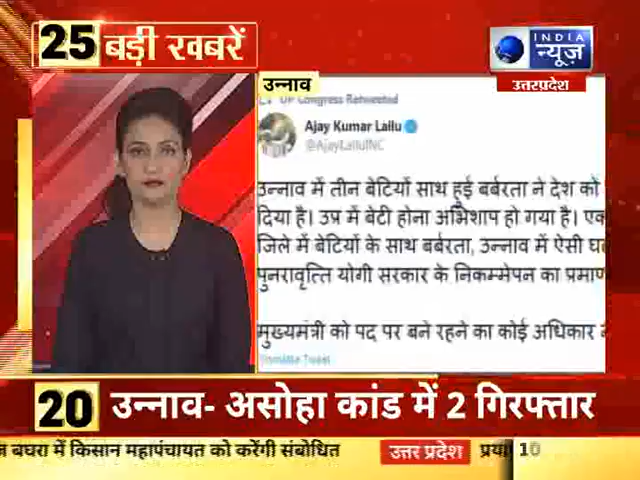 25 बड़ी खबरें
INDIA
न्यूज़
उत्तरप्रदेश
उन्नाव
UP Congress Retweeted
Ajay Kumar Lallu
@AjayLalluINC
उन्नाव में तीन बेटियों साथ हुई बर्बरता ने देश को
दिया है। उप्र में बेटी होना अभिशाप हो गया है। एक
जिले में बेटियों के साथ बर्बरता, उन्नाव में ऐसी
पुनरावृत्ति योगी सरकार के निकम्मेपन का
मुख्यमंत्री को पद पर बने रहने का कोई अधिकार
Translate Tweet
20 उन्नाव- असोहा कांड में 2 गिरफ्तार
बघरा में किसान महापंचायत को करेंगी संबोधित
उत्तर प्रदेश
10